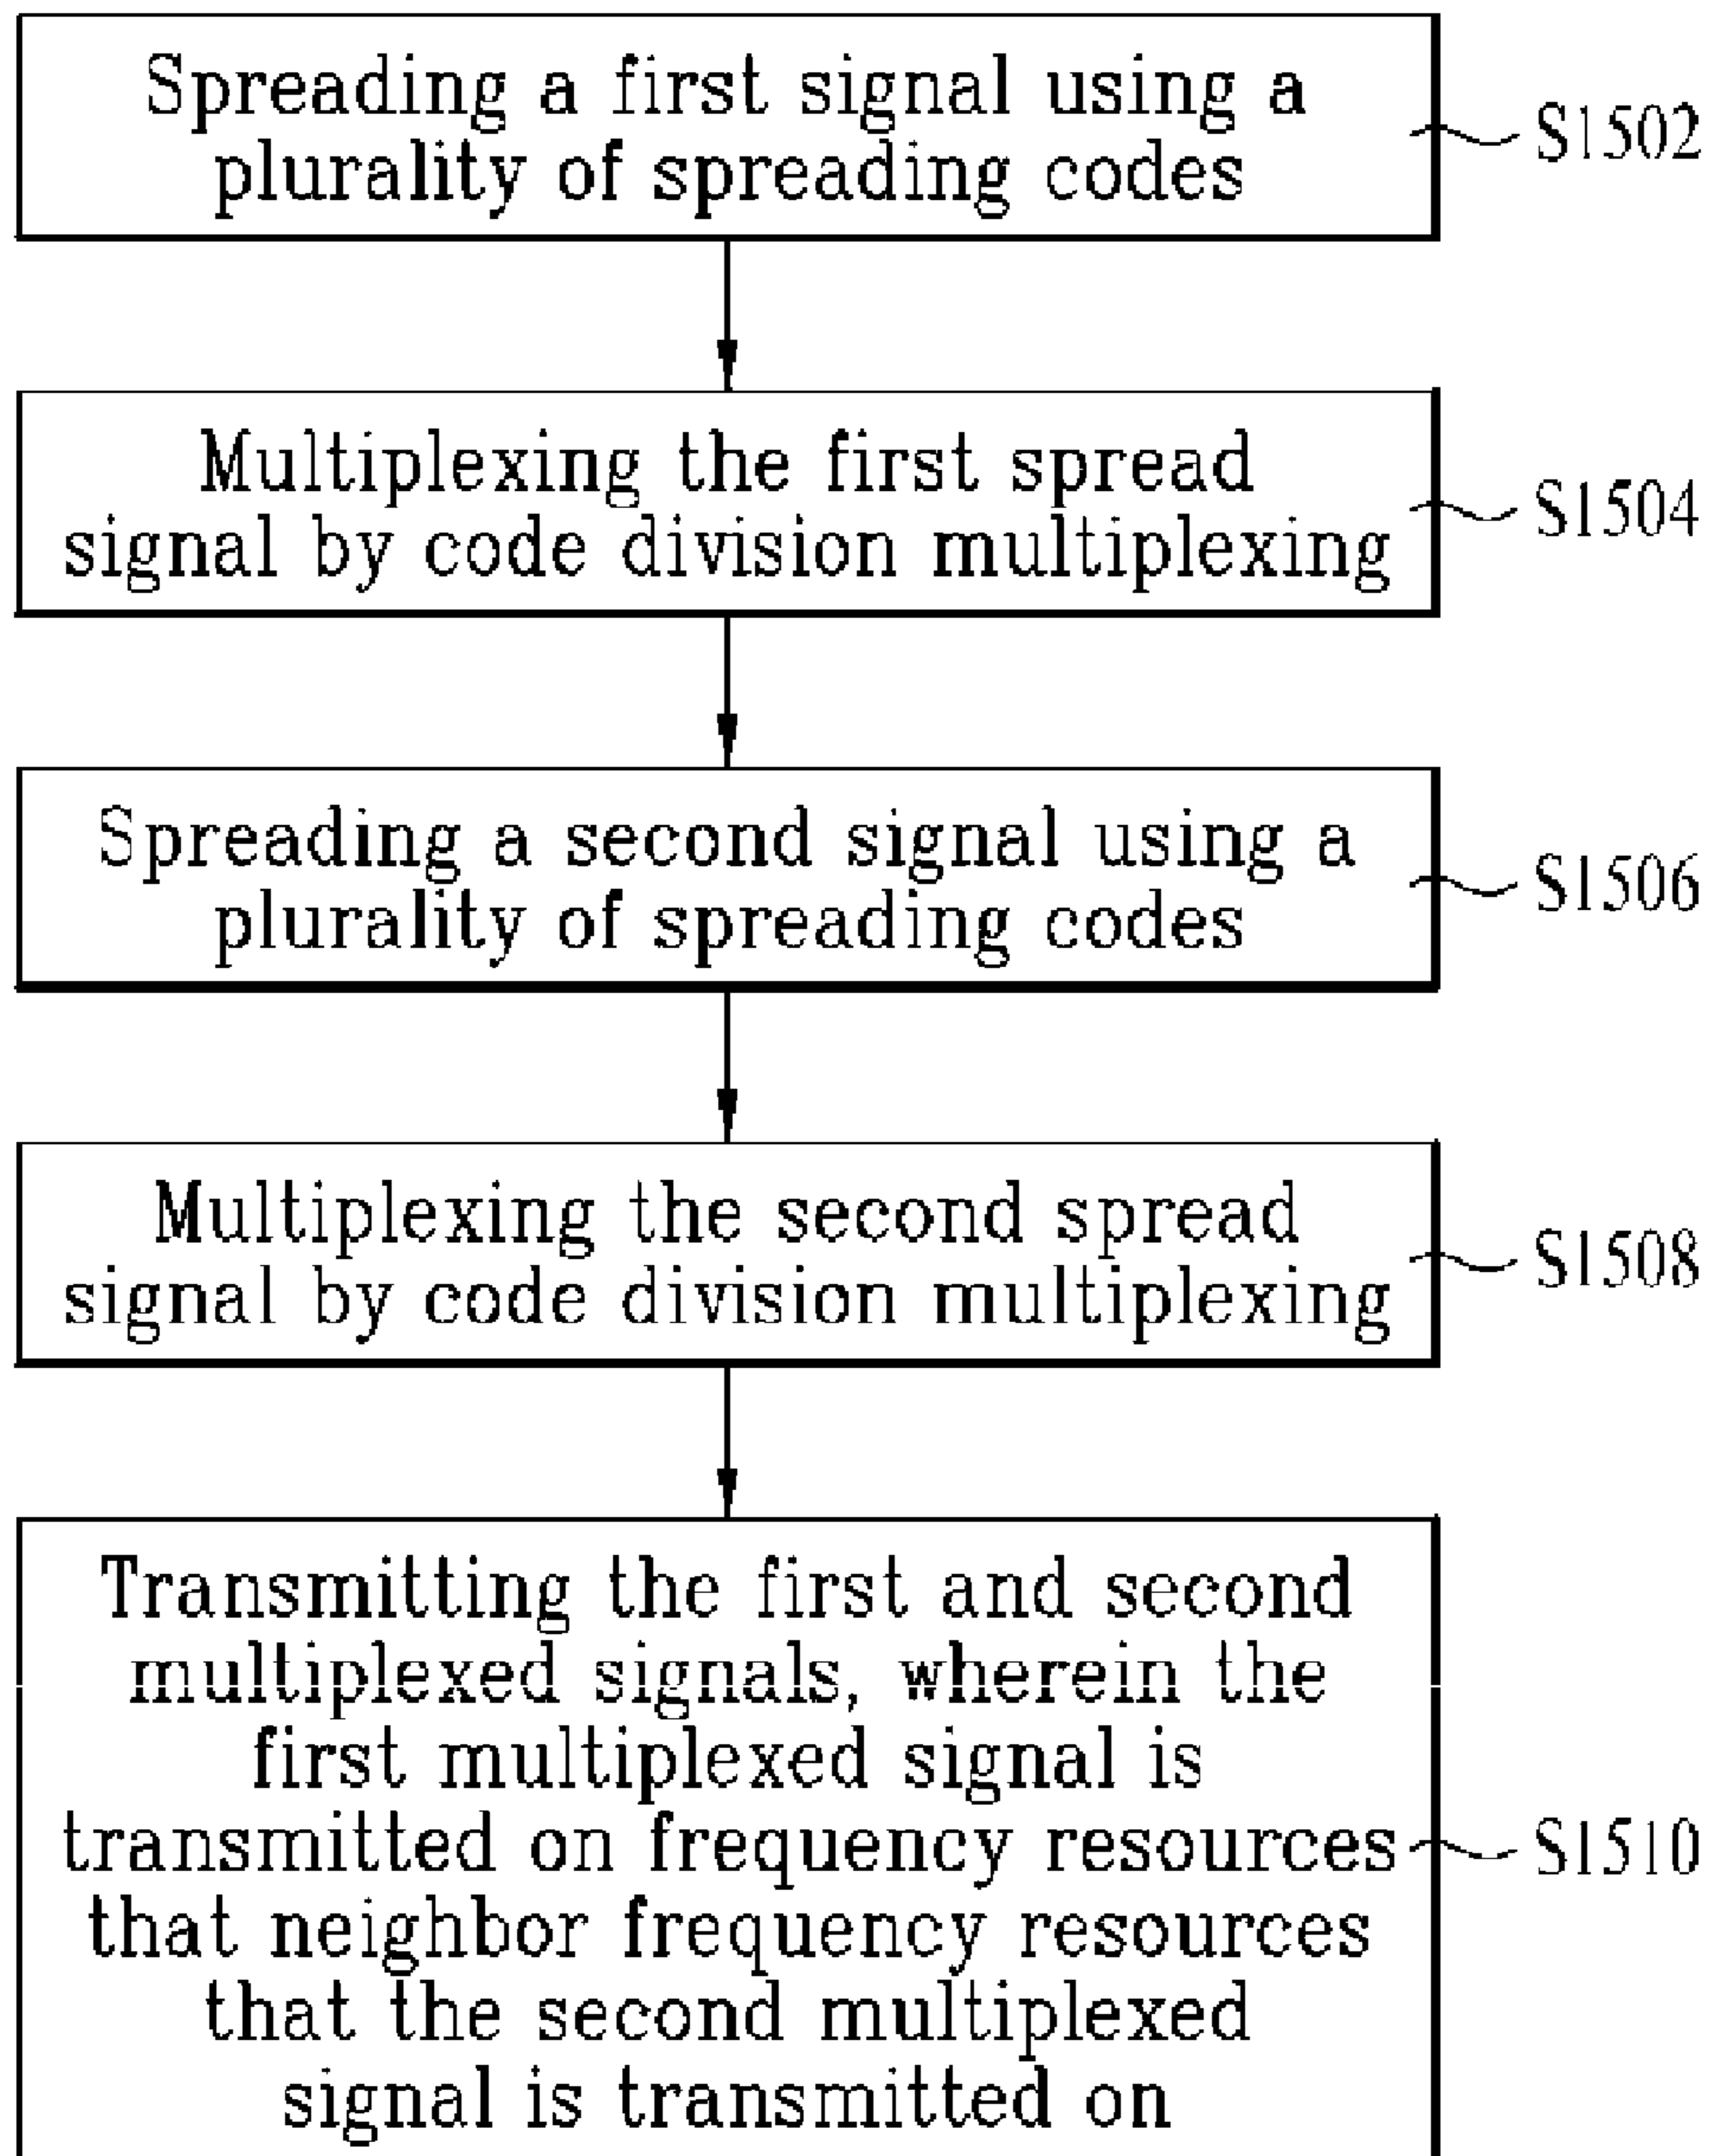 Spreading a first signal using a
plurality of spreading codes
S1502
Multiplexing the first spread
signal by code division multiplexing
S1504
Spreading a second signal using a
plurality of spreading codes
S1506
Multiplexing the second spread
signal by code division multiplexing
S1508
Transmitting the first and second
multiplexed signals, wherein the
first multiplexed signal is
transmitted on frequency resources
that neighbor frequency resources
that the second multiplexed
signal is transmitted on
S1510